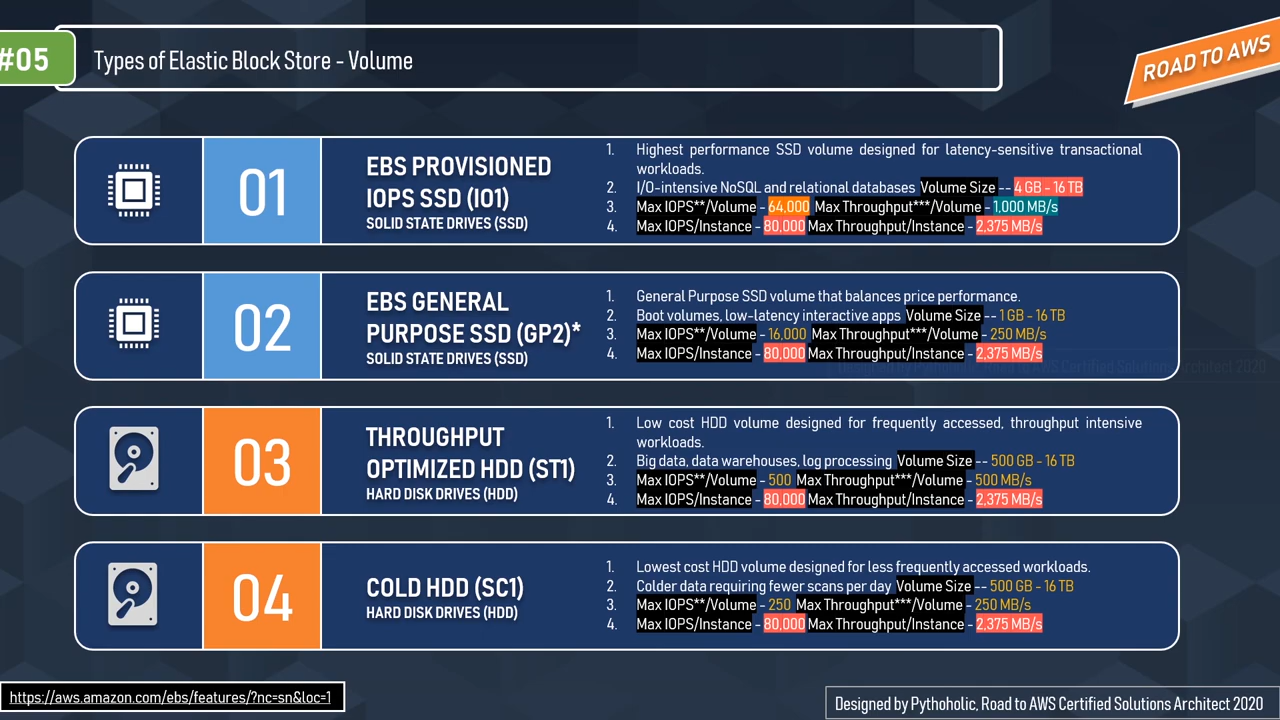 #05
Types of Elastic Block Store - Volume
ROAD TO AWS
01
EBS PROVISIONED
IOPS SSD (IO1)
SOLID STATE DRIVES (SSD)
1. Highest performance SSD volume designed for latency-sensitive transactional
workloads.
2. I/O-intensive NoSQL and relational databases Volume Size -- 4 GB - 16 TB
3. Max IOPS**/Volume - 64,000 Max Throughput***/Volume - 1,000 MB/s
4. Max IOPS/Instance - 80,000 Max Throughput/Instance - 2,375 MB/s
02
EBS GENERAL
PURPOSE SSD (GP2)*
SOLID STATE DRIVES (SSD)
1. General Purpose SSD volume that balances price performance.
2. Boot volumes, low-latency interactive apps Volume Size -- 1 GB - 16 TB
3. Max IOPS**/Volume - 16,000 Max Throughput***/Volume - 250 MB/s
4. Max IOPS/Instance - 80,000 Max Throughput/Instance - 2,375 MB/s
Designed by Pythoholic, Road to AWS Certified Solutions Architect 2020
03
THROUGHPUT
OPTIMIZED HDD (ST1)
HARD DISK DRIVES (HDD)
1. Low cost HDD volume designed for frequently accessed, throughput intensive
workloads.
2. Big data, data warehouses, log processing Volume Size -- 500 GB - 16 TB
3. Max IOPS**/Volume - 500 Max Throughput***/Volume - 500 MB/s
4. Max IOPS/Instance - 80,000 Max Throughput/Instance - 2,375 MB/s
04
COLD HDD (SC1)
HARD DISK DRIVES (HDD)
1. Lowest cost HDD volume designed for less frequently accessed workloads.
2. Colder data requiring fewer scans per day Volume Size -- 500 GB - 16 TB
3. Max IOPS**/Volume - 250 Max Throughput***/Volume - 250 MB/s
4. Max IOPS/Instance - 80,000 Max Throughput/Instance - 2,375 MB/s
https://aws.amazon.com/ebs/features/?nc=sn&loc=1
Designed by Pythoholic, Road to AWS Certified Solutions Architect 2020